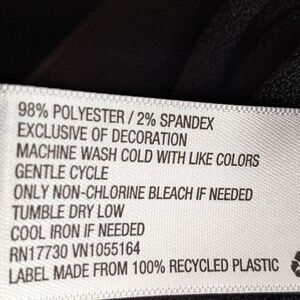 98% POLYESTER / 2% SPANDEX
EXCLUSIVE OF DECORATION
MACHINE WASH COLD WITH LIKE COLORS
GENTLE CYCLE
ONLY NON-CHLORINE BLEACH IF NEEDED
TUMBLE DRY LOW
COOL IRON IF NEEDED
RN17730 VN1055164
LABEL MADE FROM 100% RECYCLED PLASTIC